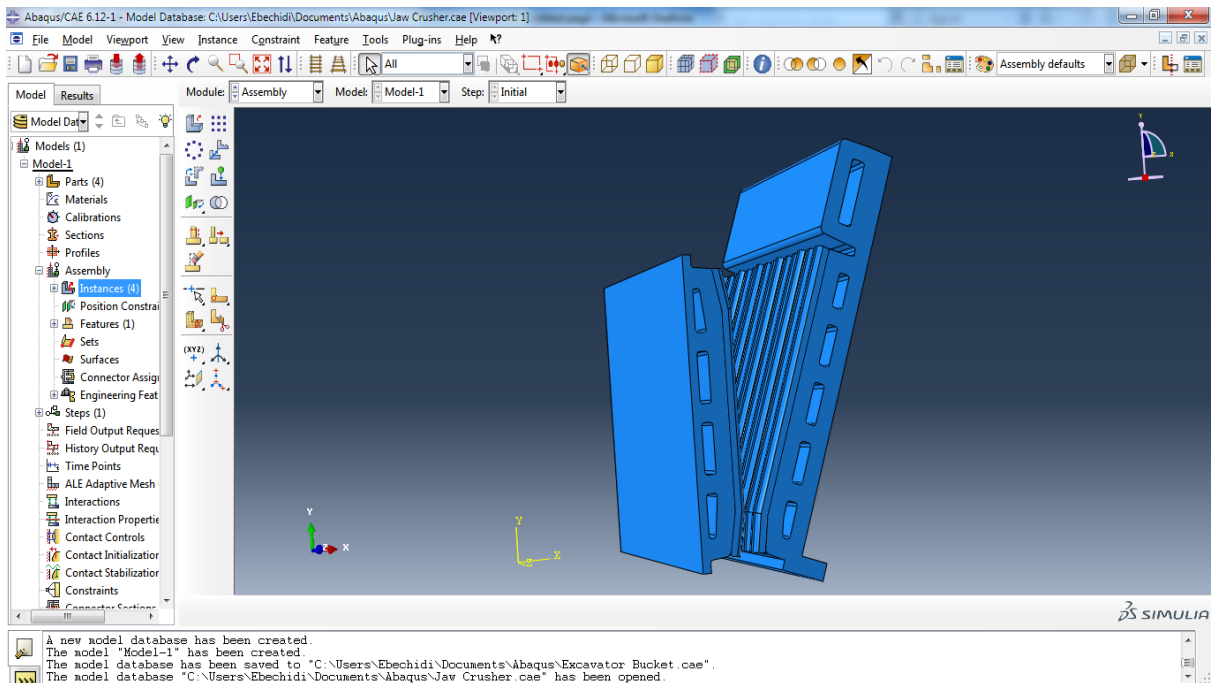 Abaqus/CAE 6.12-1 - Model Database: C:\Users\Ebechidi\Documents\Abaqus\Jaw Crusher.cae [Viewport: 1]
File Model Viewport View Instance Constraint Feature Tools Plug-ins Help
All
Assembly defaults
Model Results
Module: Assembly Model: Model-1 Step: Initial
Model Dat
Models (1)
Model-1
Parts (4)
Materials
Calibrations
Sections
Profiles
Assembly
Instances (4)
Position Constrai
Features (1)
Sets
Surfaces
Connector Assig
Engineering Feat
Steps (1)
Field Output Reques
History Output Requ
Time Points
ALE Adaptive Mesh
Interactions
Interaction Propertie
Contact Controls
Contact Initialization
Contact Stabilization
Constraints
(XYZ)
Y
X
Y
Z
X
Y
Z
X
SIMULIA
A new model database has been created.
The model "Model-1" has been created.
The model database has been saved to "C:\Users\Ebechidi\Documents\Abaqus\Excavator Bucket.cae".
The model database "C:\Users\Ebechidi\Documents\Abaqus\Jaw Crusher.cae" has been opened.